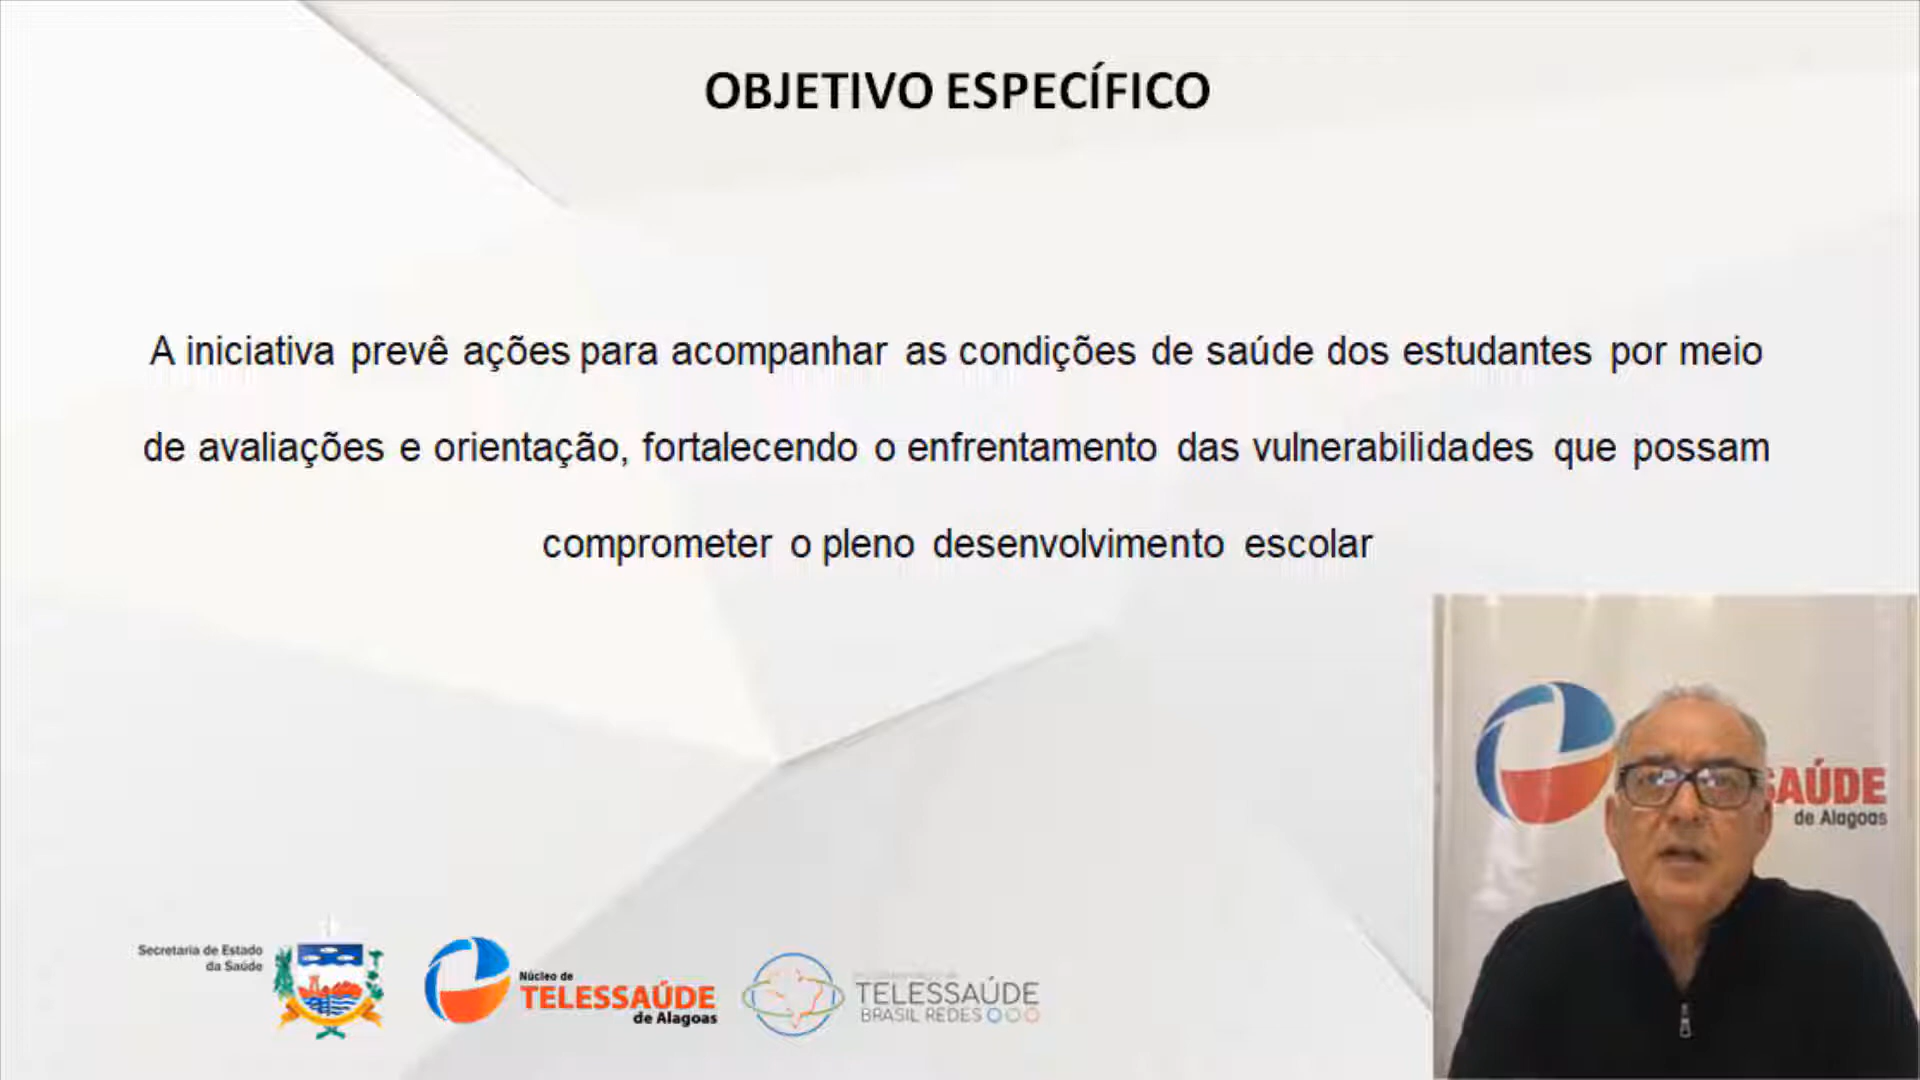 OBJETIVO ESPECÍFICO
A iniciativa prevê ações para acompanhar as condições de saúde dos estudantes por meio
de avaliações e orientação, fortalecendo o enfrentamento das vulnerabilidades que possam
comprometer o pleno desenvolvimento escolar
SAÚDE
de Alagoas
Secretaria de Estado
da Saúde
Núcleo de
TELESSAÚDE
de Alagoas
TELESSAÚDE
BRASIL REDES